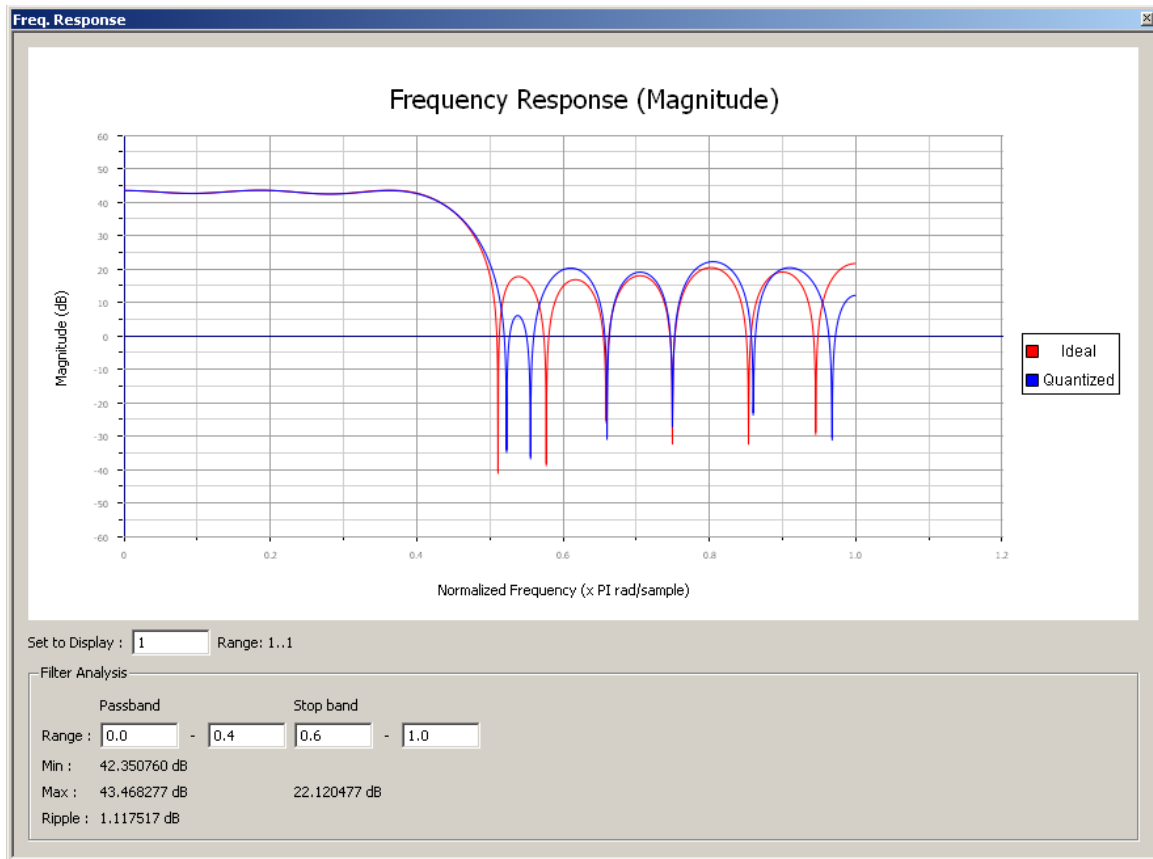 Freq. Response
Frequency Response (Magnitude)
60
50
40
30
20
10
0
-10
-20
-30
-40
-50
-60
Magnitude (dB)
0 0.2 0.4 0.6 0.8 1.0 1.2
Normalized Frequency (x PI rad/sample)
Ideal
Quantized
Set to Display : 1 Range: 1..1
Filter Analysis
Passband Stop band
Range : 0.0 - 0.4 0.6 - 1.0
Min : 42.350760 dB
Max : 43.468277 dB 22.120477 dB
Ripple : 1.117517 dB